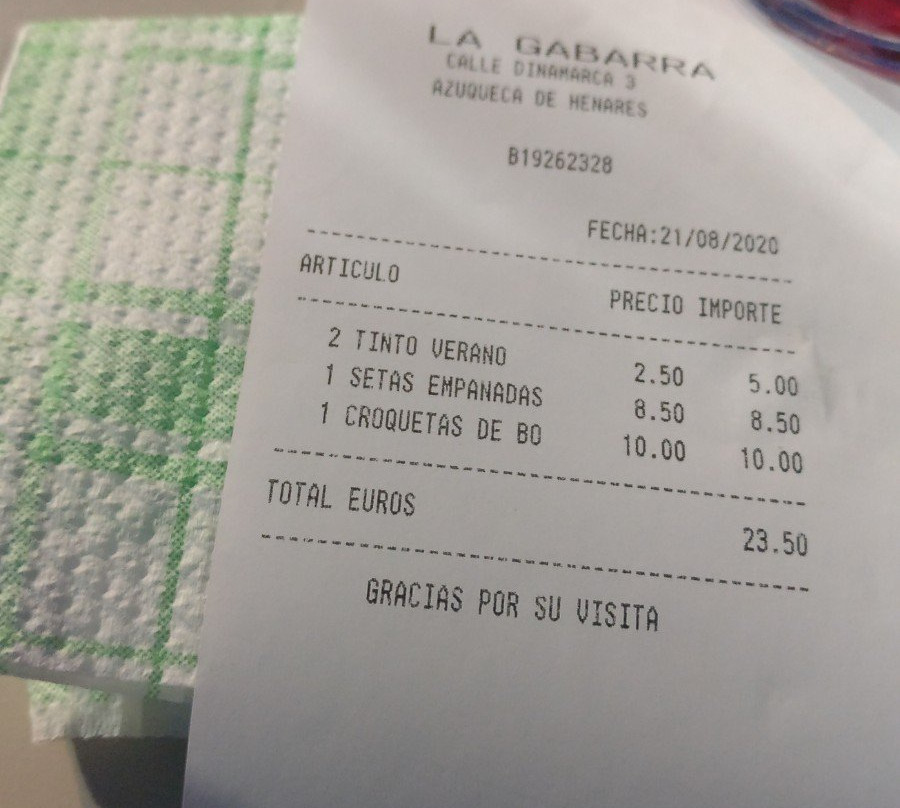 LA GABARRA
CALLE DINAMARCA 3
AZUQUECA DE HENARES
B19262328
FECHA:21/08/2020
ARTICULO PRECIO IMPORTE
2 TINTO VERANO 2.50 5.00
1 SETAS EMPANADAS 8.50 8.50
1 CROQUETAS DE BO 10.00 10.00
TOTAL EUROS 23.50
GRACIAS POR SU VISITA